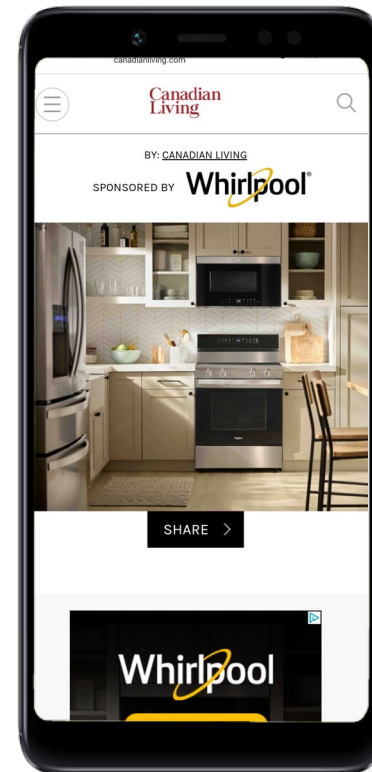 canadianliving.com
Canadian
Living
BY: CANADIAN LIVING
SPONSORED BY Whirlpool®
SHARE >
Whirlpool